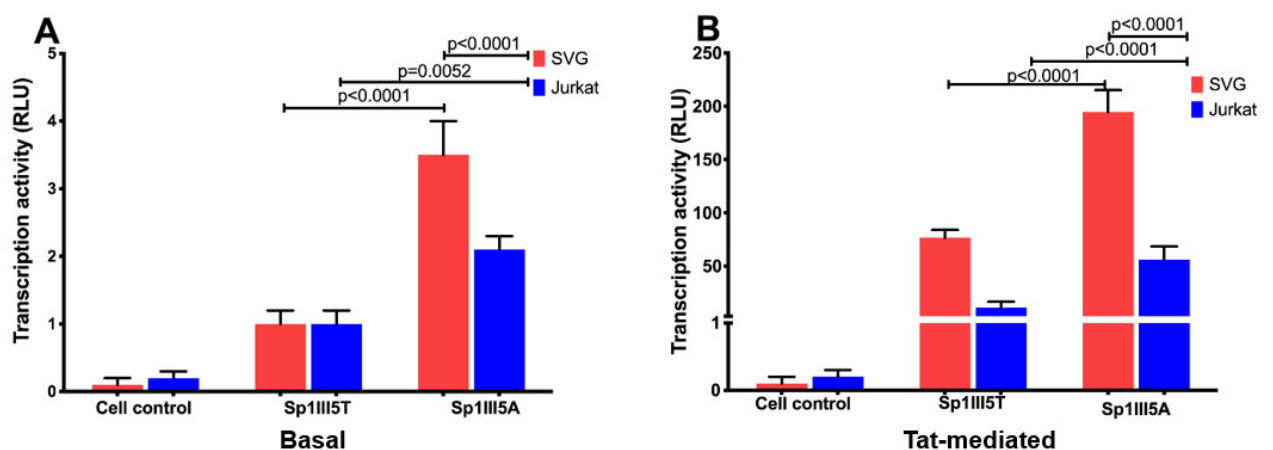 A
Transcription activity (RLU)
5
4
3
2
1
0
p<0.0001
p=0.0052
p<0.0001
SVG
Jurkat
Cell control
Sp1III5T
Sp1III5A
Basal
B
Transcription activity (RLU)
250
200
150
100
50
1
0
p<0.0001
p<0.0001
p<0.0001
SVG
Jurkat
Cell control
Sp1III5T
Sp1III5A
Tat-mediated